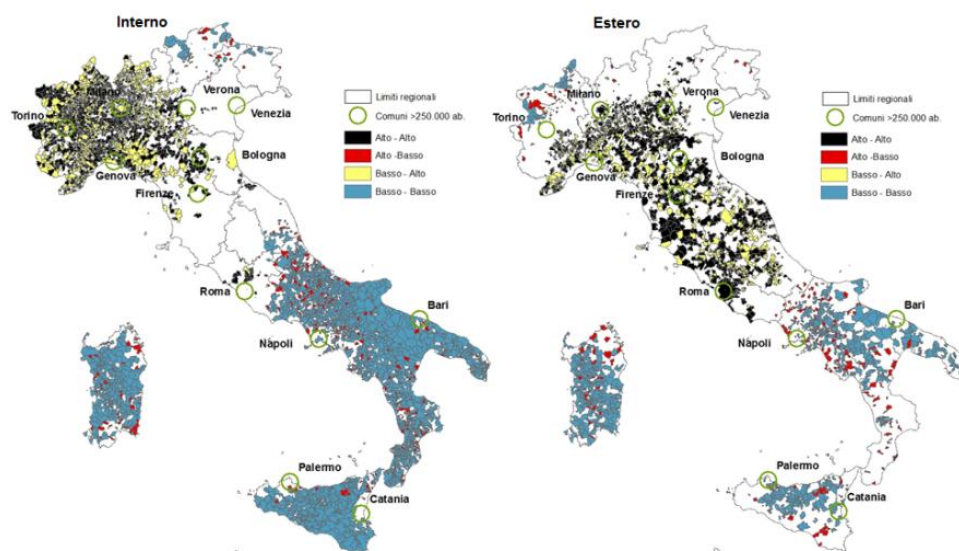 Interno
Estero
Milano
Torino
Verona
Venezia
Genova
Bologna
Firenze
Roma
Nàpoli
Bari
Palermo
Catania
Limiti regionali
Comuni >250.000 ab.
Alto - Alto
Alto -Basso
Basso - Alto
Basso - Basso
Milano
Torino
Verona
Venezia
Genova
Bologna
Firenze
Roma
Nàpoli
Bari
Palermo
Catania
Limiti regionali
Comuni >250.000 ab.
Alto - Alto
Alto -Basso
Basso - Alto
Basso - Basso